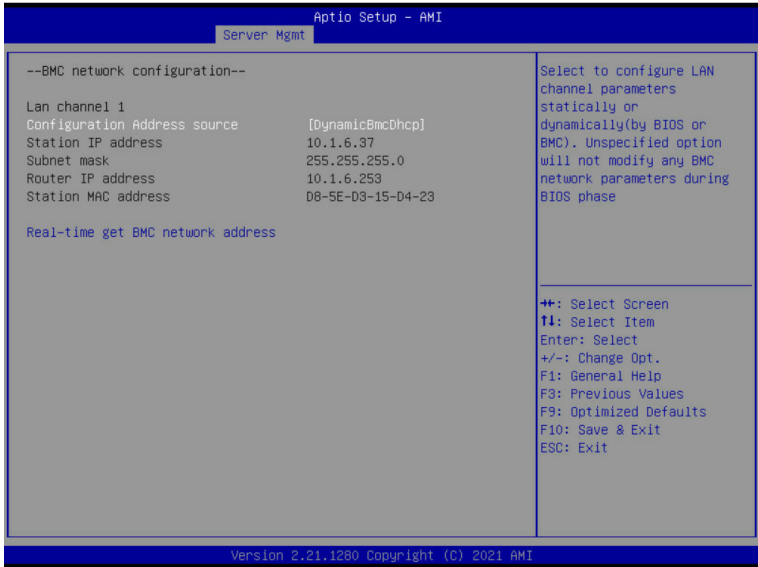 Aptio Setup - AMI
Server Mgmt
--BMC network configuration--
Lan channel 1
Configuration Address source [DynamicBmcDhcp]
Station IP address 10.1.6.37
Subnet mask 255.255.255.0
Router IP address 10.1.6.253
Station MAC address D8-5E-D3-15-D4-23
Real-time get BMC network address
Select to configure LAN
channel parameters
statically or
dynamically(by BIOS or
BMC). Unspecified option
will not modify any BMC
network parameters during
BIOS phase
→←: Select Screen
↑↓: Select Item
Enter: Select
+/-: Change Opt.
F1: General Help
F3: Previous Values
F9: Optimized Defaults
F10: Save & Exit
ESC: Exit
Version 2.21.1280 Copyright (C) 2021 AMI